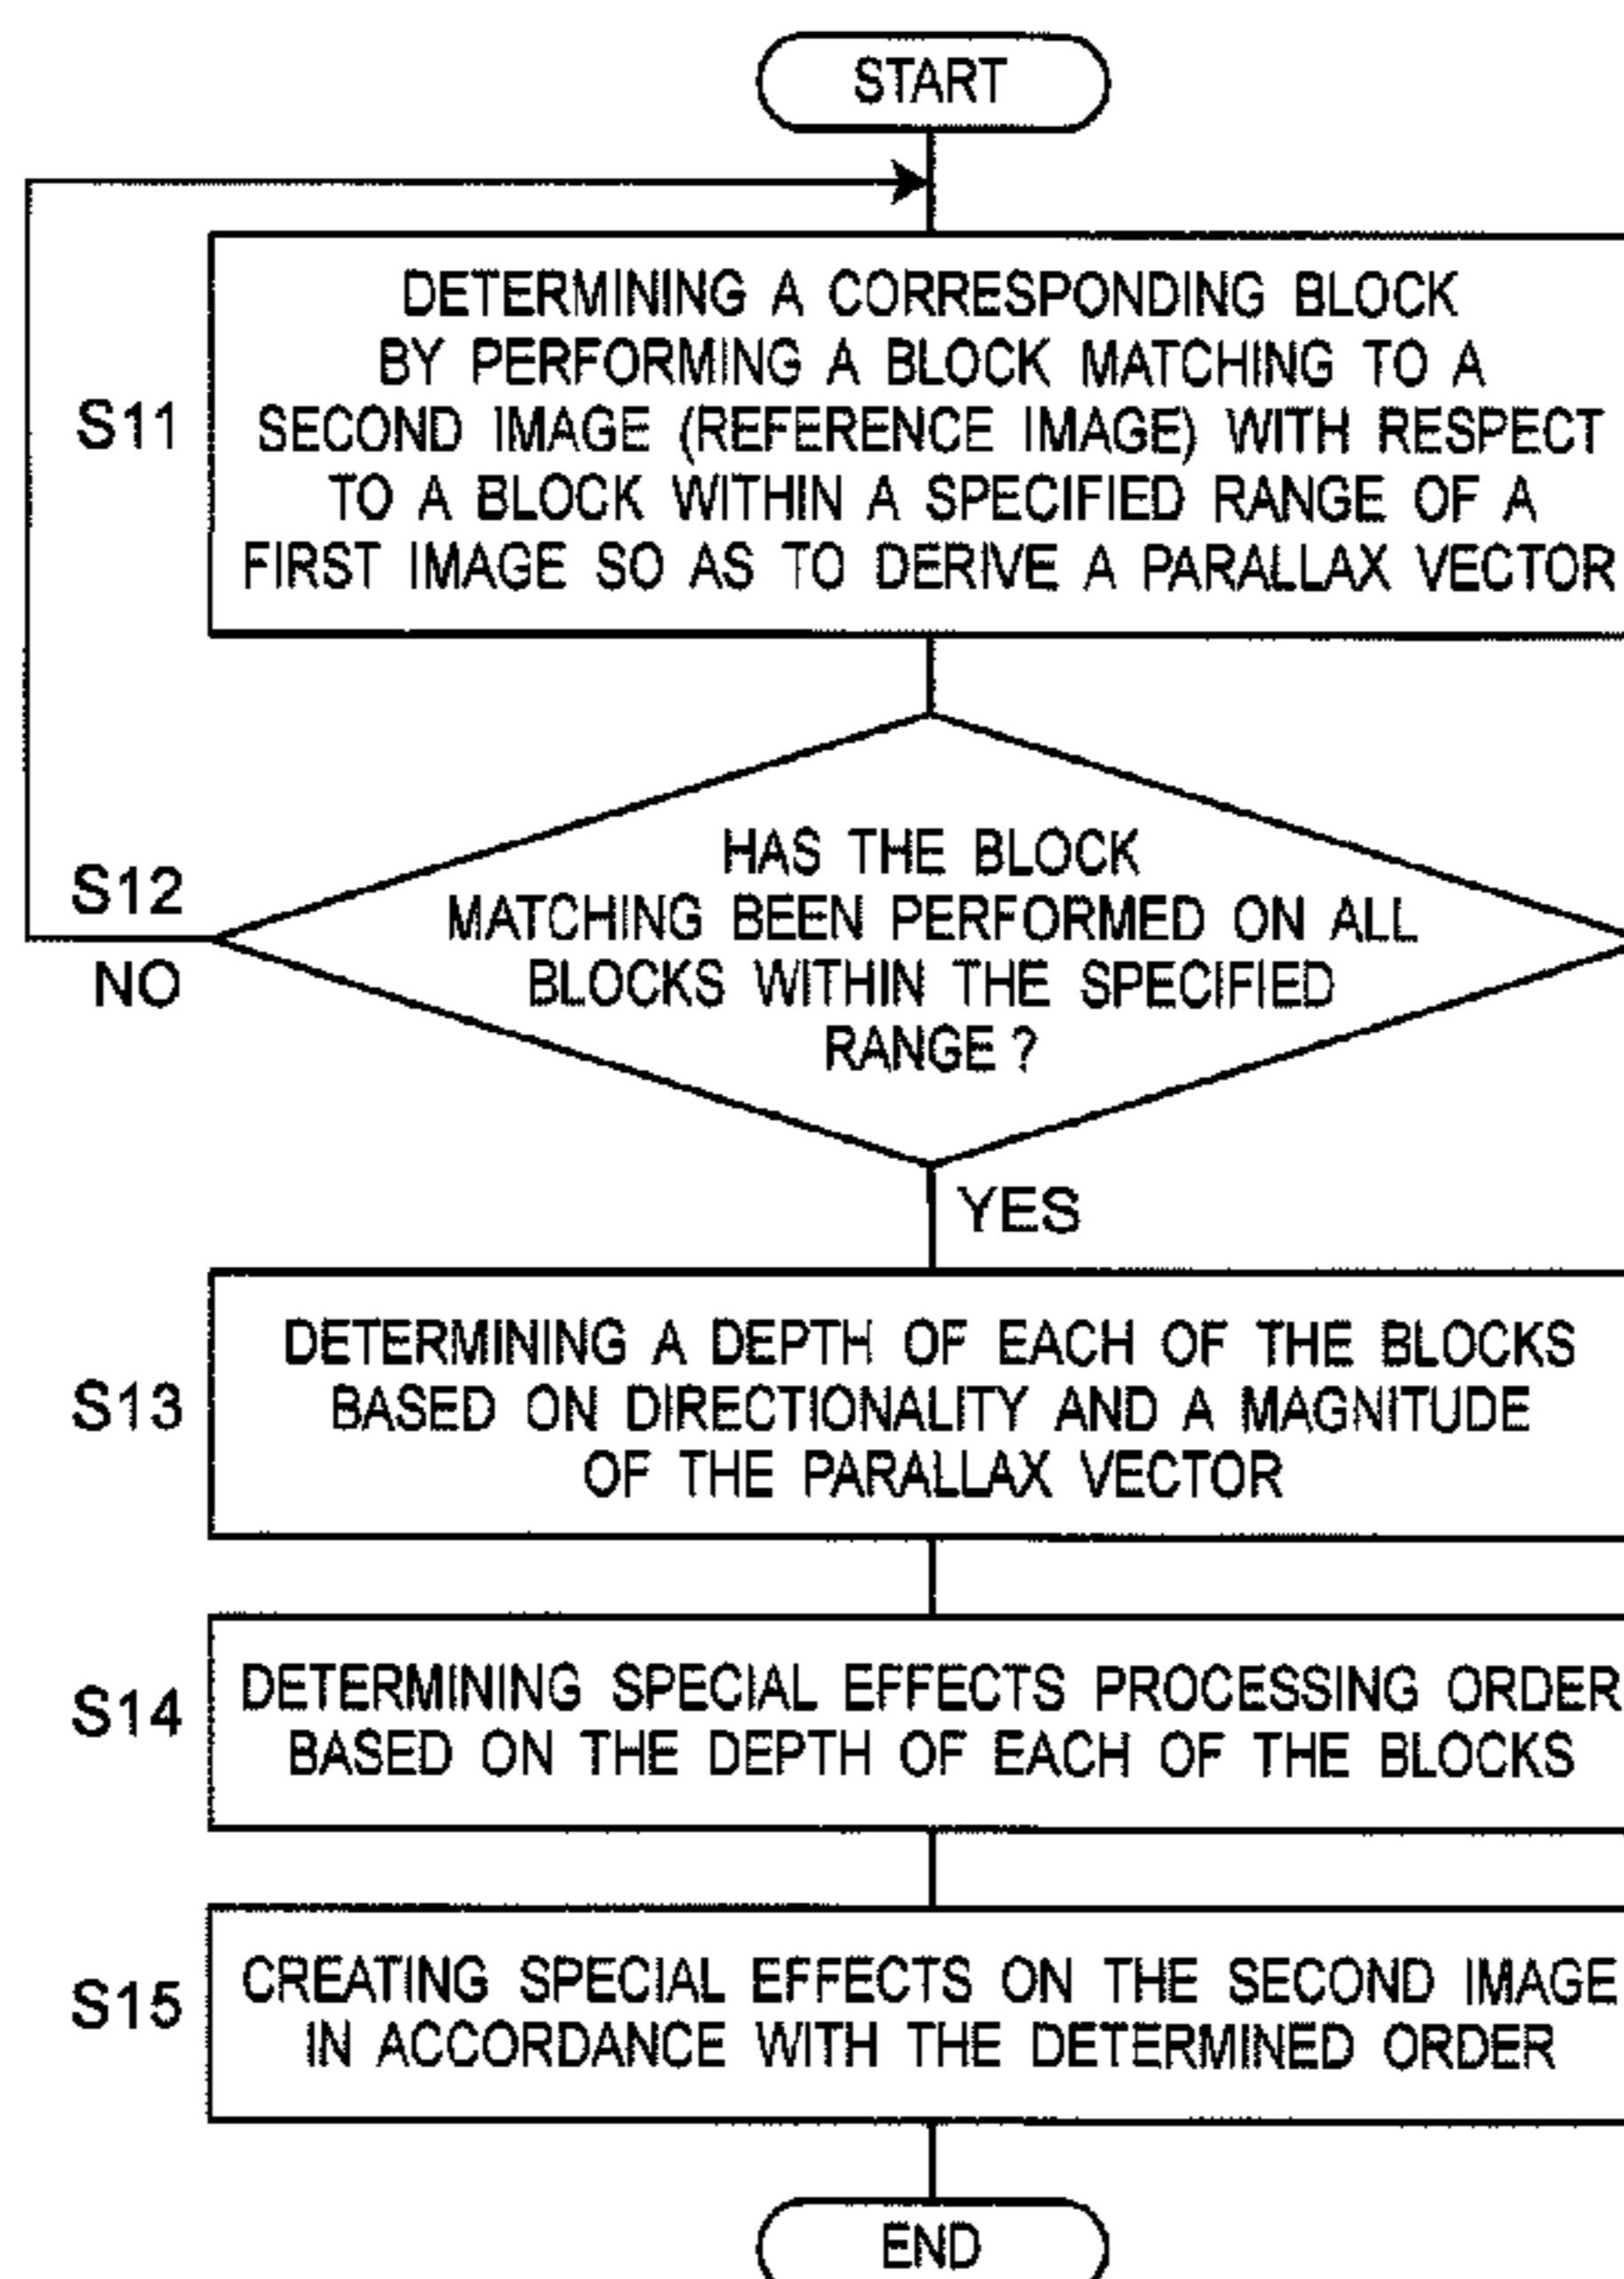 START
DETERMINING A CORRESPONDING BLOCK
BY PERFORMING A BLOCK MATCHING TO A
S11
SECOND IMAGE (REFERENCE IMAGE) WITH RESPECT
TO A BLOCK WITHIN A SPECIFIED RANGE OF A
FIRST IMAGE SO AS TO DERIVE A PARALLAX VECTOR
HAS THE BLOCK
S12
MATCHING BEEN PERFORMED ON ALL
NO
BLOCKS WITHIN THE SPECIFIED
RANGE ?
YES
DETERMINING A DEPTH OF EACH OF THE BLOCKS
S13
BASED ON DIRECTIONALITY AND A MAGNITUDE
OF THE PARALLAX VECTOR
S14
DETERMINING SPECIAL EFFECTS PROCESSING ORDER
BASED ON THE DEPTH OF EACH OF THE BLOCKS
S15
CREATING SPECIAL EFFECTS ON THE SECOND IMAGE
IN ACCORDANCE WITH THE DETERMINED ORDER
END